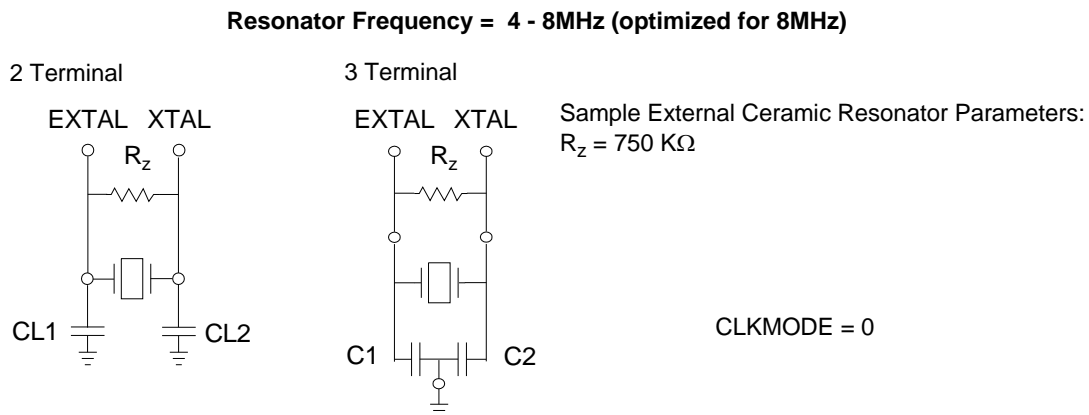 Resonator Frequency = 4 - 8MHz (optimized for 8MHz)
2 Terminal
3 Terminal
EXTAL XTAL
EXTAL XTAL
Sample External Ceramic Resonator Parameters:
Rz = 750 KΩ
Rz
Rz
CL1
CL2
C1
C2
CLKMODE = 0